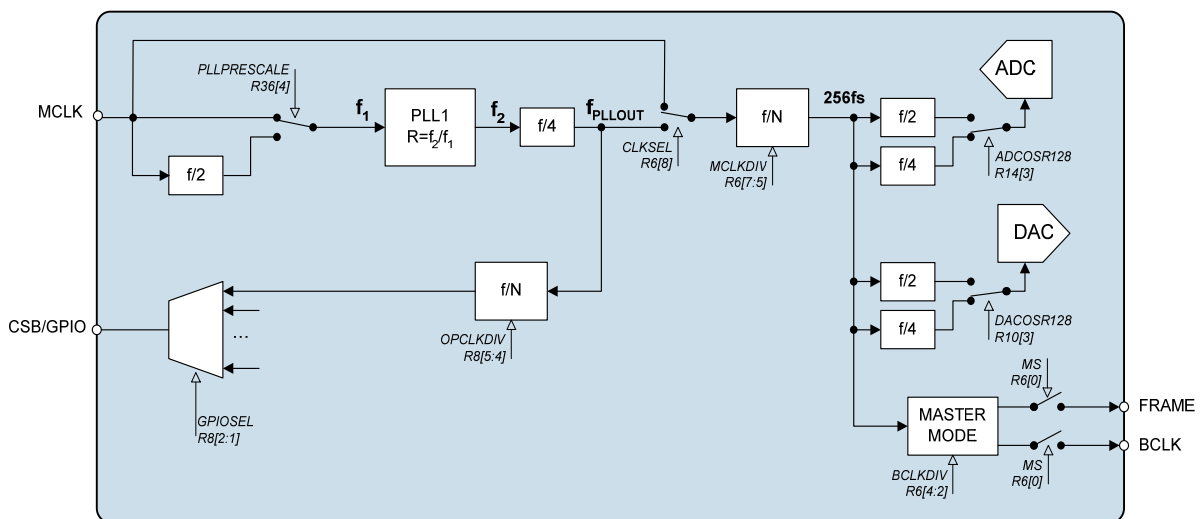 PLLPRESCALE
R36[4]
MCLK
f/2
f1
PLL1
R=f2/f1
f2
f/4
fPLLOUT
CLKSEL
R6[8]
f/N
MCLKDIV
R6[7:5]
256fs
f/2
f/4
ADC
ADCOSR128
R14[3]
DAC
f/2
f/4
DACOSR128
R10[3]
f/N
OPCLKDIV
R8[5:4]
CSB/GPIO
...
GPIOSEL
R8[2:1]
MASTER
MODE
BCLKDIV
R6[4:2]
MS
R6[0]
FRAME
BCLK
MS
R6[0]